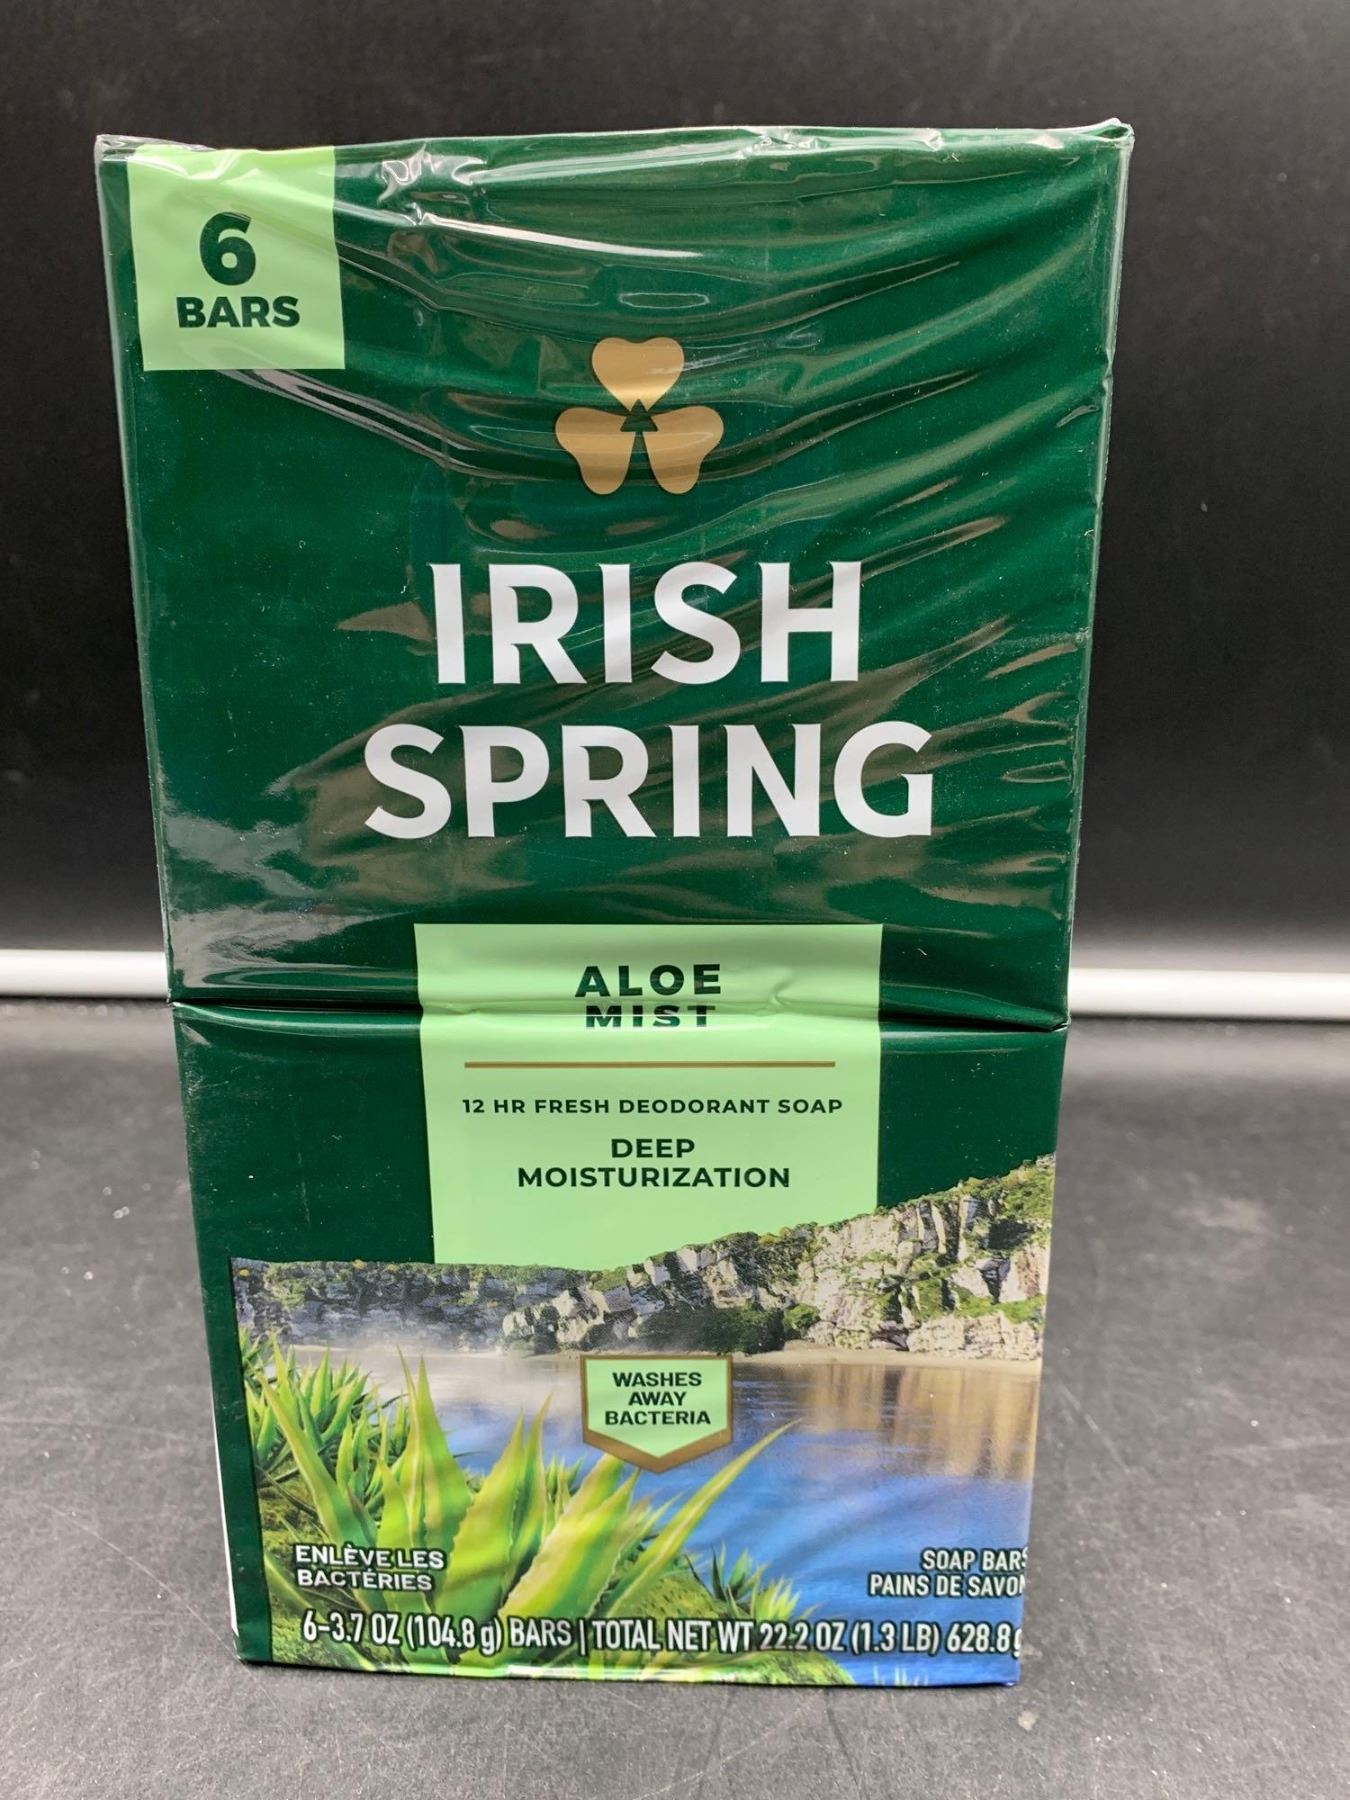 6
BARS
IRISH
SPRING
ALOE
MIST
12 HR FRESH DEODORANT SOAP
DEEP
MOISTURIZATION
WASHES
AWAY
BACTERIA
ENLÈVE LES
BACTÉRIES
SOAP BARS
PAINS DE SAVON
6-3.7 OZ (104.8 g) BARS | TOTAL NET WT 22.2 OZ (1.3 LB) 628.8 g